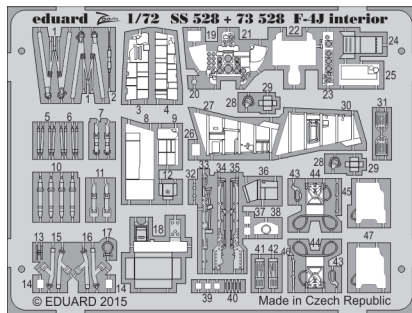 eduard Zoom 1/72 SS 528 + 73 528 F-4J interior
1 1 2 3 4 19 20 21 22 23 24 25
5 6 7 8 9 26 27 28 29 30 31
10 11 12 32 33 34 35 36 28 29
13 14 15 16 17 18 14 37 38 43 44 45
39 40 41 42 46 44 43 47
© EDUARD 2015 Made in Czech Republic